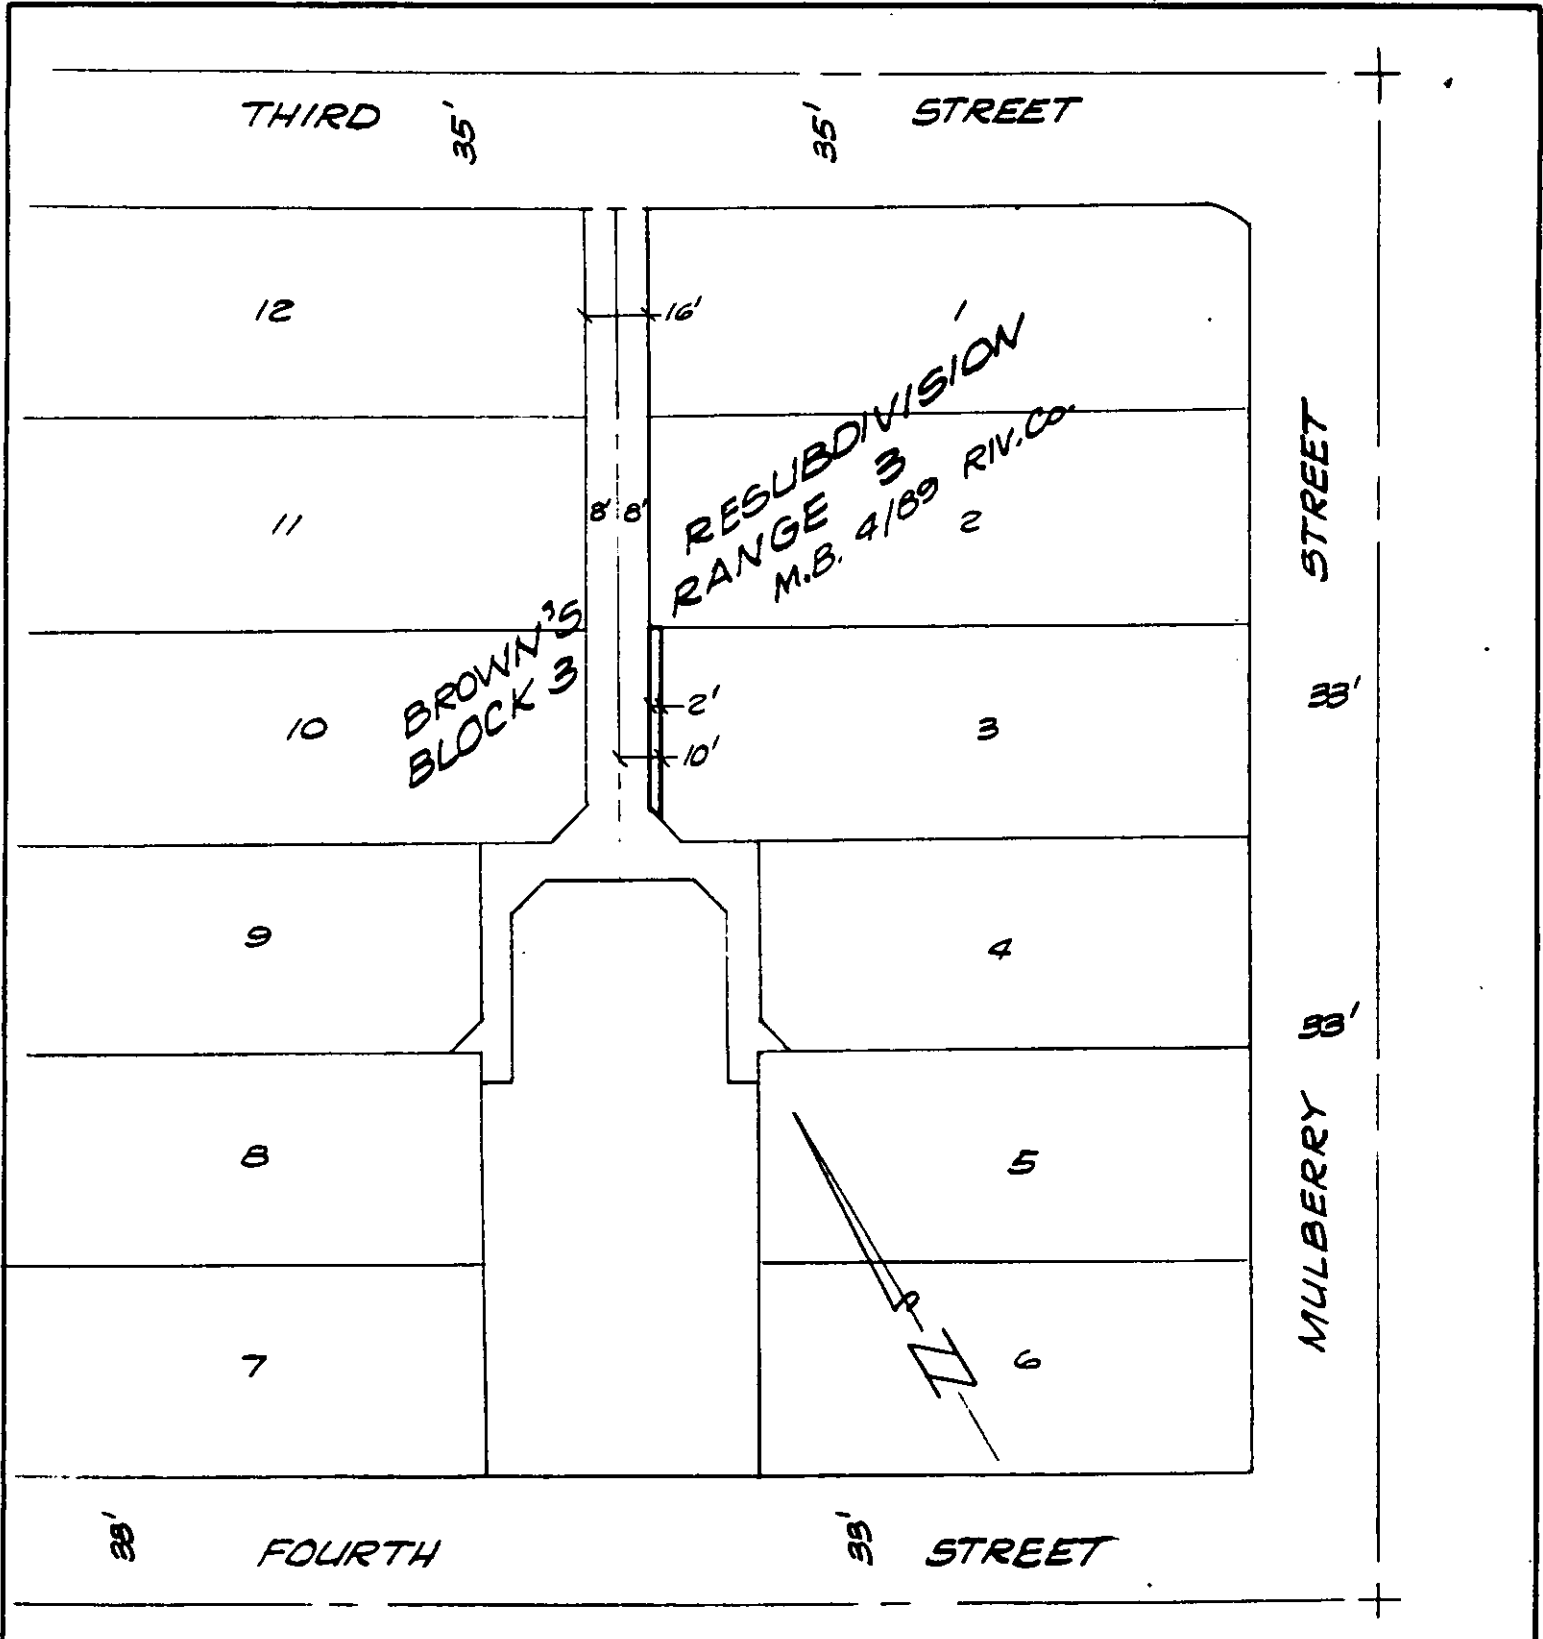 THIRD 35' 35' STREET
12
16'
1
11
8' 8'
BROWN'S RESUBDIVISION
BLOCK 3 RANGE 3
M.B. 4/89 RIV. CO.
2
STREET
10
2'
10'
3
33'
9
4
33'
8
5
MULBERRY
7
N
6
33' FOURTH 33' STREET